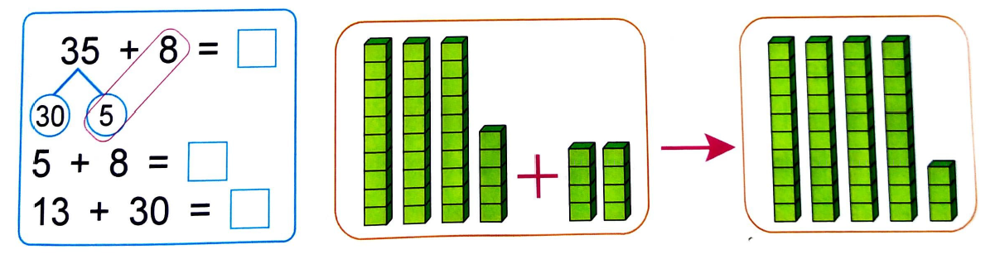 35 + 8 = □
30 5
5 + 8 = □
13 + 30 = □
+